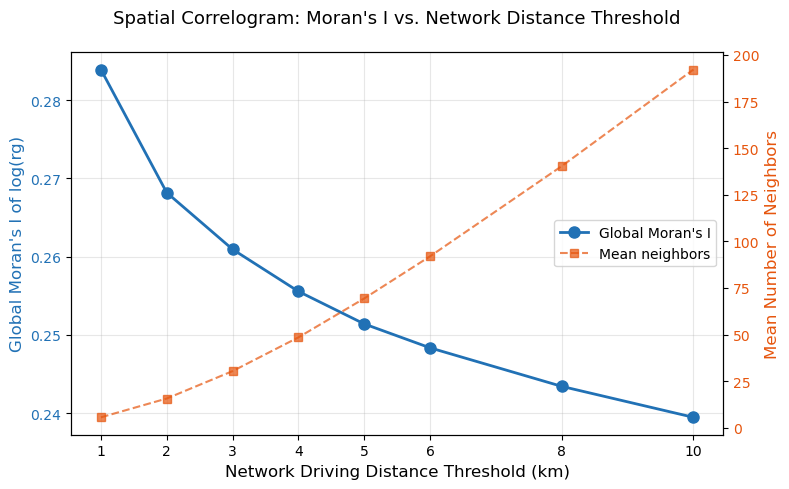 Spatial Correlogram: Moran's I vs. Network Distance Threshold
Global Moran's I of log(rg)
0.28
0.27
0.26
0.25
0.24
200
175
150
125
100
75
50
25
0
Mean Number of Neighbors
Global Moran's I
Mean neighbors
1 2 3 4 5 6 8 10
Network Driving Distance Threshold (km)